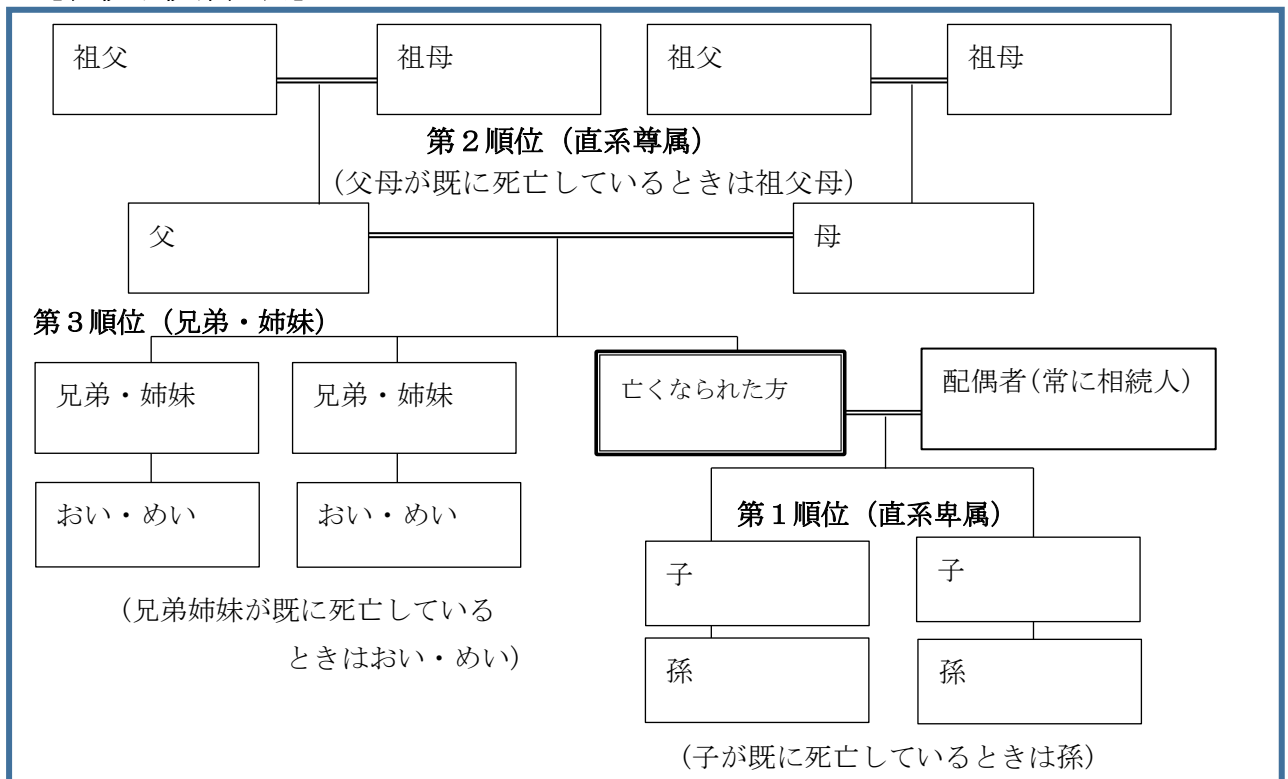 祖父
祖母
祖父
祖母
第２順位（直系尊属）
（父母が既に死亡しているときは祖父母）
父
母
第３順位（兄弟・姉妹）
兄弟・姉妹
兄弟・姉妹
亡くなられた方
配偶者（常に相続人）
おい・めい
おい・めい
第１順位（直系卑属）
子
子
（兄弟姉妹が既に死亡している
ときはおい・めい）
孫
孫
（子が既に死亡しているときは孫）